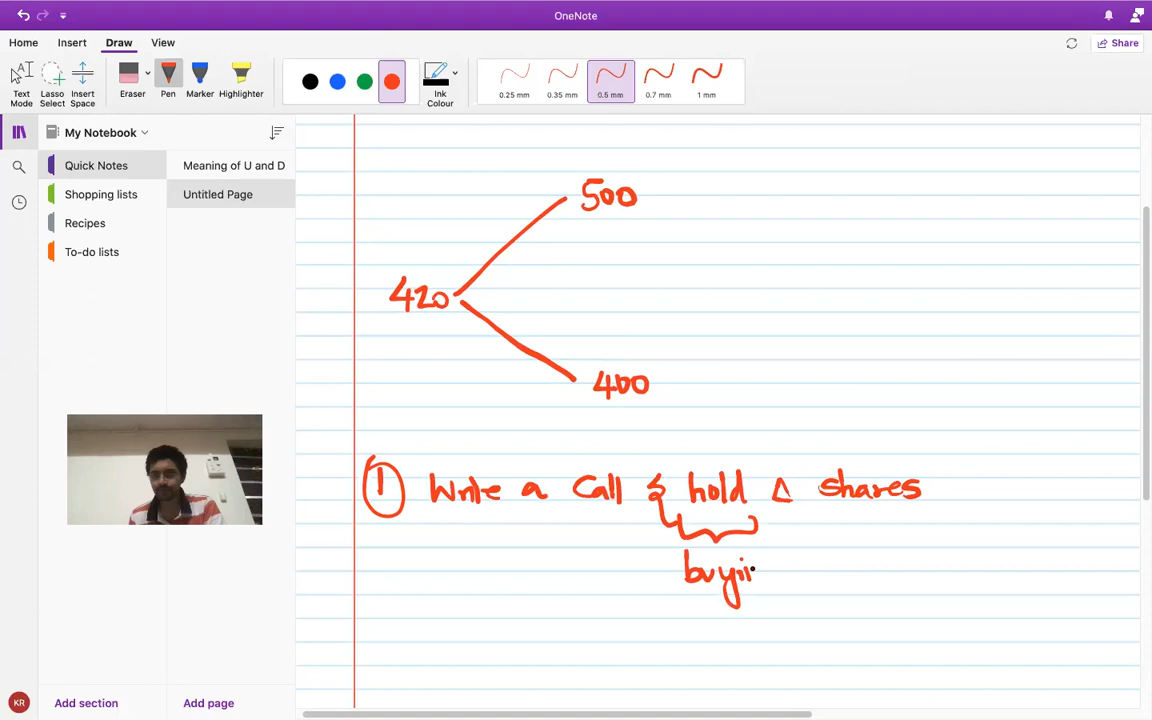 OneNote
Home Insert Draw View
Share
Text Mode
Lasso Select
Insert Space
Eraser
Pen
Marker
Highlighter
Ink Colour
0.25 mm
0.35 mm
0.5 mm
0.7 mm
1 mm
My Notebook
Quick Notes
Shopping lists
Recipes
To-do lists
Meaning of U and D
Untitled Page
500
420
400
1 Write a Call & hold Δ shares
buyii
KR
Add section
Add page